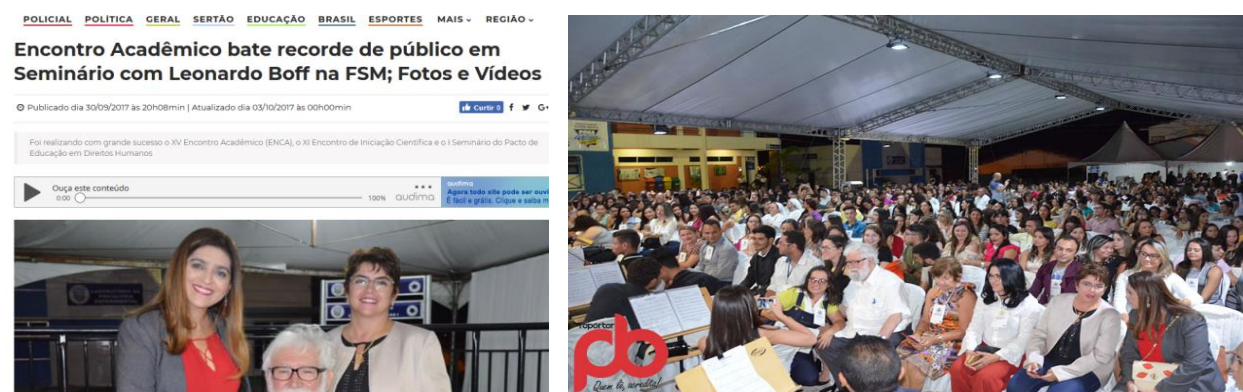 POLICIAL POLÍTICA GERAL SERTÃO EDUCAÇÃO BRASIL ESPORTES MAIS REGIÃO
Encontro Acadêmico bate recorde de público em
Seminário com Leonardo Boff na FSM; Fotos e Vídeos
Publicado dia 30/09/2017 às 20h08min | Atualizado dia 03/10/2017 às 00h00min
Curtir 0 f G+
Foi realizando com grande sucesso o XV Encontro Acadêmico (ENCA), o XI Encontro de Iniciação Científica e o I Seminário do Pacto de
Educação em Direitos Humanos
Ouça este conteúdo
0:00 100% audima
audima
Agora todo site pode ser ouvi
É fácil e grátis. Clique e saiba m
reporter
pb
Quem lê, acredita!